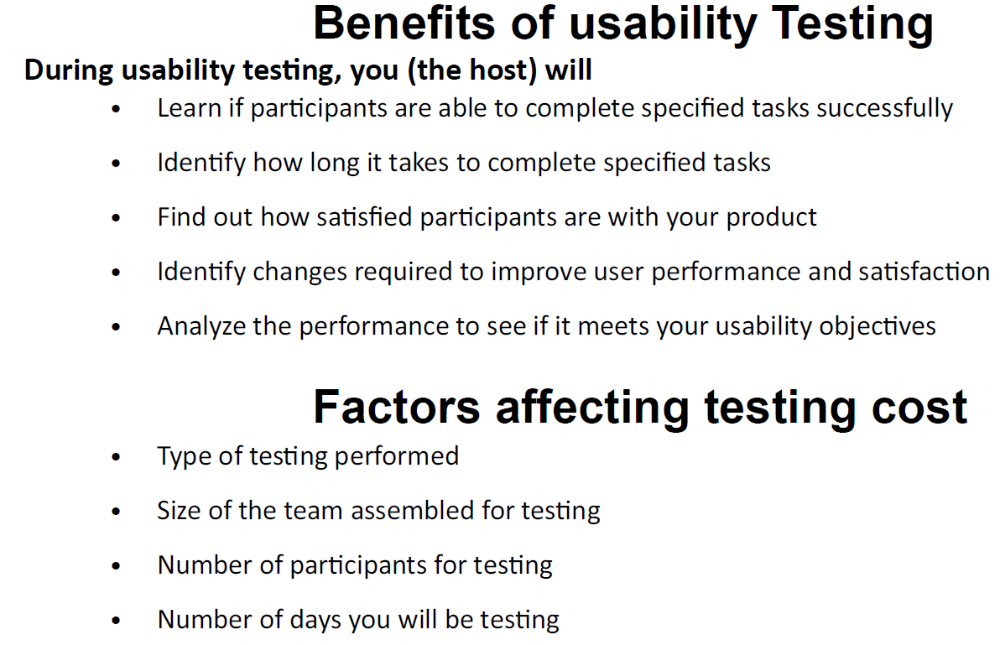 Benefits of usability Testing
During usability testing, you (the host) will
• Learn if participants are able to complete specified tasks successfully
• Identify how long it takes to complete specified tasks
• Find out how satisfied participants are with your product
• Identify changes required to improve user performance and satisfaction
• Analyze the performance to see if it meets your usability objectives
Factors affecting testing cost
• Type of testing performed
• Size of the team assembled for testing
• Number of participants for testing
• Number of days you will be testing